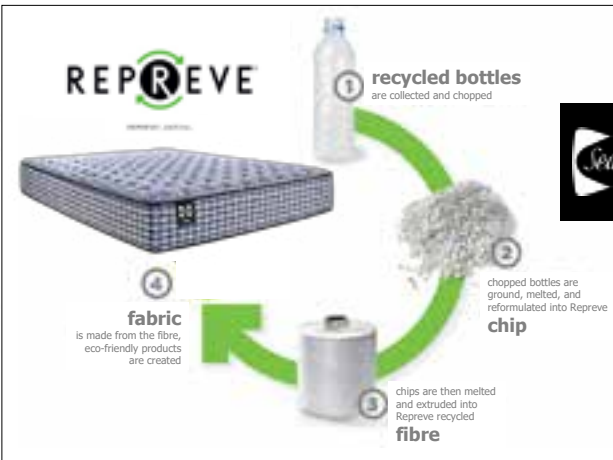 REPREVE
1
recycled bottles
are collected and chopped
2
chopped bottles are
ground, melted, and
reformulated into Repreve
chip
3
chips are then melted
and extruded into
Repreve recycled
fibre
4
fabric
is made from the fibre,
eco-friendly products
are created